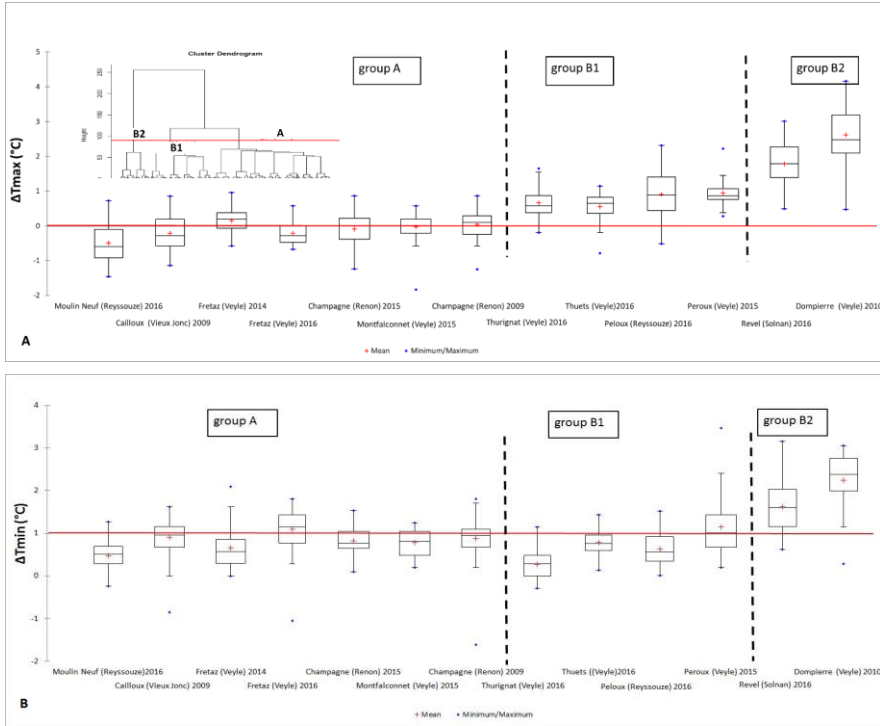 group A
group B1
group B2
Cluster Dendrogram
Height
250
200
150
100
50
0
B2
B1
A
ΔTmax (°C)
5
4
3
2
1
0
-1
-2
Moulin Neuf (Reyssouze) 2016
Fretaz (Veyle) 2014
Champagne (Renon) 2015
Champagne (Renon) 2009
Thuets (Veyle)2016
Peroux (Veyle) 2015
Dompierre (Veyle) 2010
Cailloux (Vieux Jonc) 2009
Fretaz (Veyle) 2016
Montfalconnet (Veyle) 2015
Thurignat (Veyle) 2016
Peloux (Reyssouze) 2016
Revel (Solnan) 2016
A
+ Mean • Minimum/Maximum
group A
group B1
group B2
ΔTmin (°C)
4
3
2
1
0
-1
-2
Moulin Neuf (Reyssouze)2016
Fretaz (Veyle) 2014
Champagne (Renon) 2015
Champagne (Renon) 2009
Thuets ((Veyle)2016
Peroux (Veyle) 2015
Dompierre (Veyle) 2010
Cailloux (Vieux Jonc) 2009
Fretaz (Veyle) 2016
Montfalconnet (Veyle) 2015
Thurignat (Veyle) 2016
Peloux (Reyssouze) 2016
Revel (Solnan) 2016
B
+ Mean • Minimum/Maximum